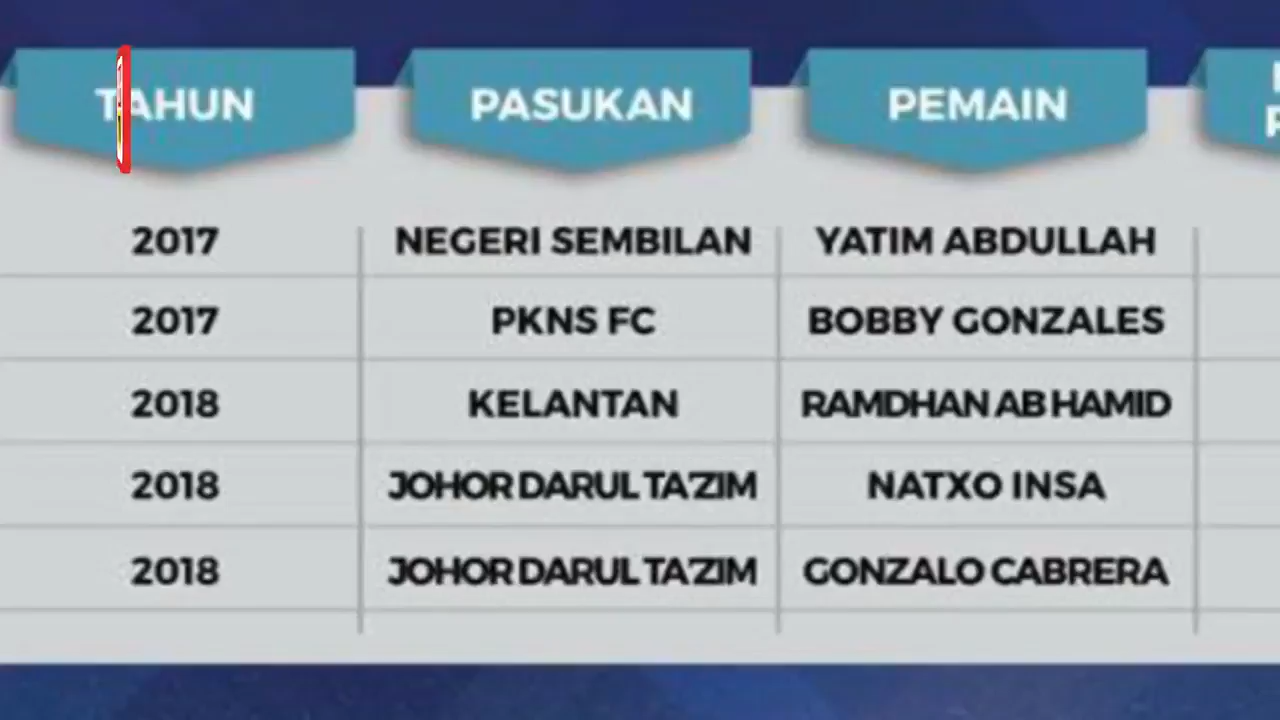 TAHUN PASUKAN PEMAIN
2017 NEGERI SEMBILAN YATIM ABDULLAH
2017 PKNS FC BOBBY GONZALES
2018 KELANTAN RAMDHAN AB HAMID
2018 JOHOR DARUL TA'ZIM NATXO INSA
2018 JOHOR DARUL TA'ZIM GONZALO CABRERA